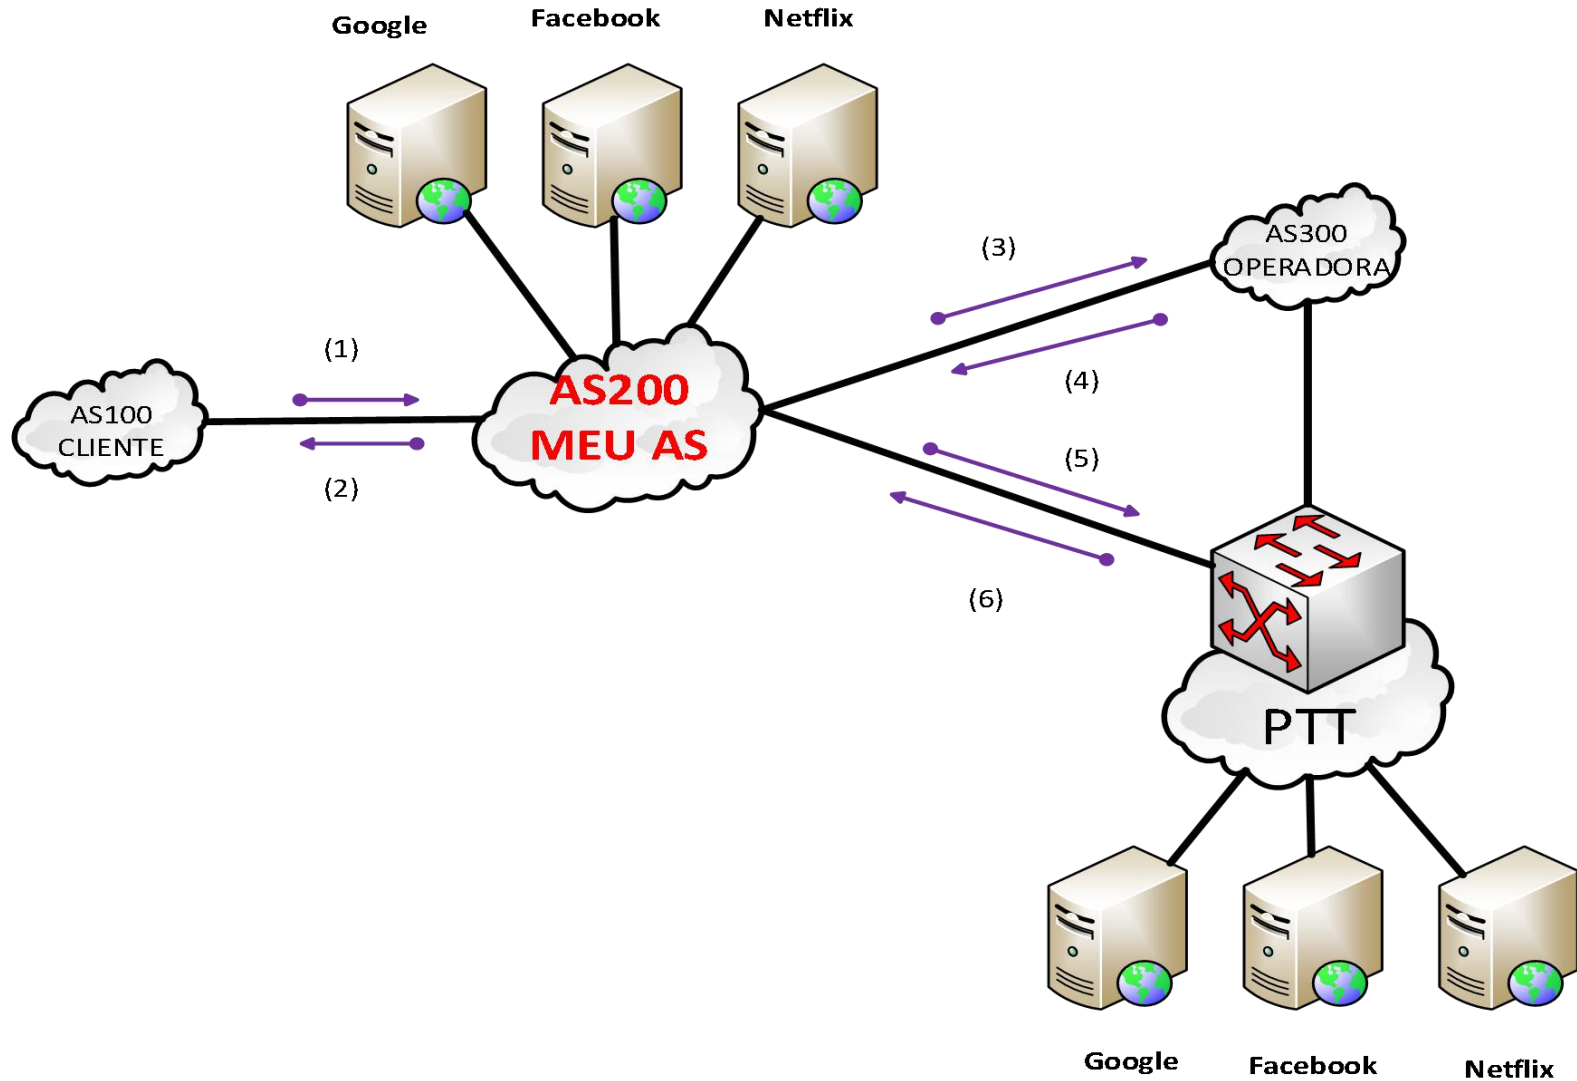 Google
Facebook
Netflix
(3)
AS300
OPERADORA
(1)
(4)
AS200
MEU AS
AS100
CLIENTE
(5)
(2)
(6)
PTT
Google
Facebook
Netflix